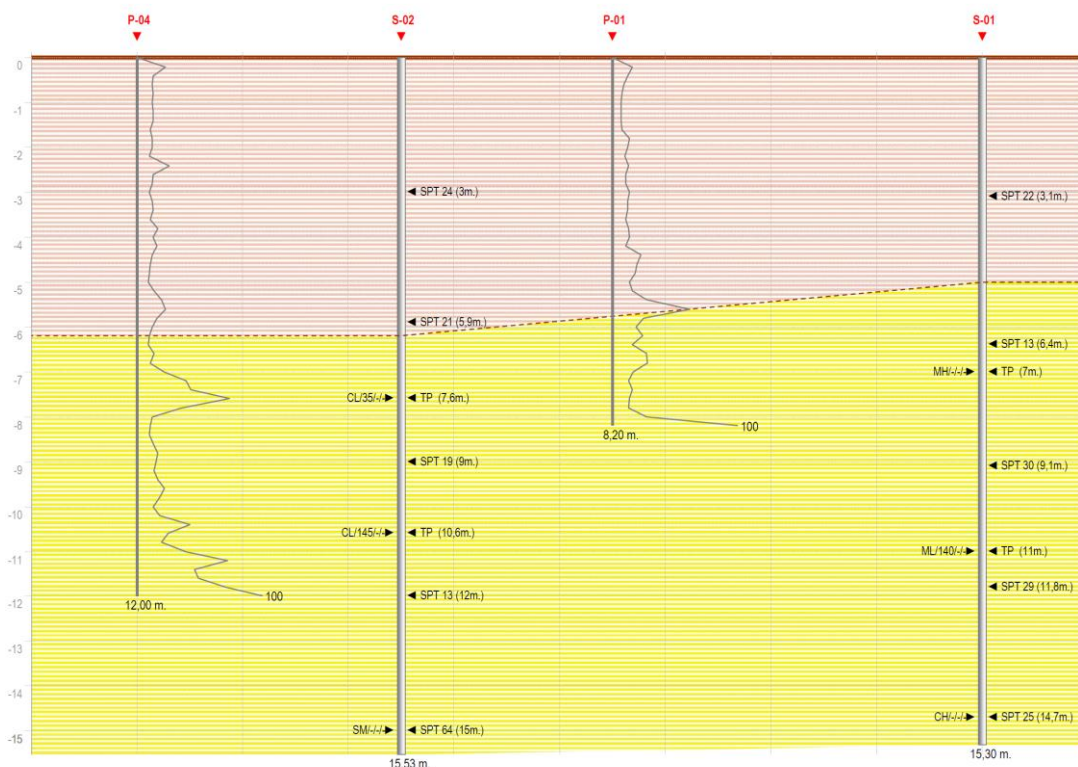 P-04 S-02 P-01 S-01
0
-1
-2
SPT 24 (3m.) SPT 22 (3,1m.)
-3
-4
-5
SPT 21 (5,9m.)
-6
SPT 13 (6,4m.)
MH/-/-/- TP (7m.)
-7
CL/35/-/- TP (7,6m.)
-8
100
8,20 m.
SPT 19 (9m.) SPT 30 (9,1m.)
-9
-10
CL/145/-/- TP (10,6m.)
ML/140/-/- TP (11m.)
-11
SPT 29 (11,8m.)
100 SPT 13 (12m.)
12,00 m.
-12
-13
-14
CH/-/-/- SPT 25 (14,7m.)
SM/-/-/- SPT 64 (15m.)
-15
15,30 m.
15,53 m.